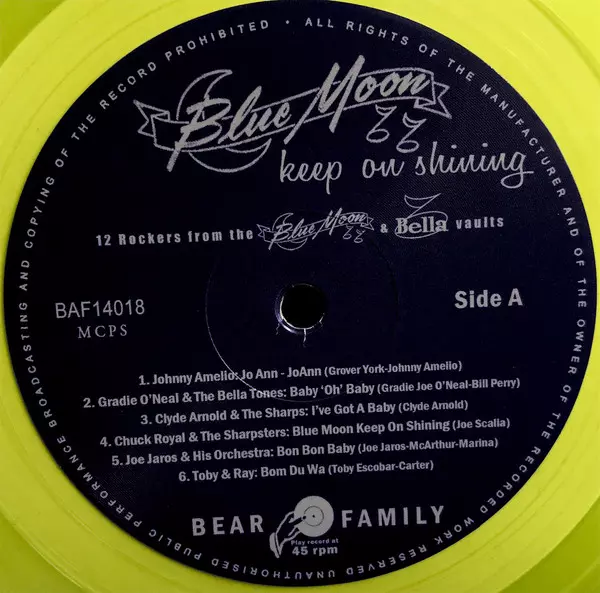 ALL RIGHTS OF THE MANUFACTURER AND OF THE OWNER OF THE RECORDED WORK RESERVED UNAUTHORISED PUBLIC PERFORMANCE BROADCASTING AND COPYING OF THE RECORD PROHIBITED •
Blue Moon
keep on shining
12 Rockers from the Blue Moon & Bella vaults
BAF14018
MCPS
Side A
1. Johnny Amelio: Jo Ann - JoAnn (Grover York-Johnny Amelio)
2. Gradie O'Neal & The Bella Tones: Baby 'Oh' Baby (Gradie Joe O'Neal-Bill Perry)
3. Clyde Arnold & The Sharps: I've Got A Baby (Clyde Arnold)
4. Chuck Royal & The Sharpsters: Blue Moon Keep On Shining (Joe Scalia)
5. Joe Jaros & His Orchestra: Bon Bon Baby (Joe Jaros-McArthur-Marina)
6. Toby & Ray: Bom Du Wa (Toby Escobar-Carter)
BEAR FAMILY
Play record at
45 rpm